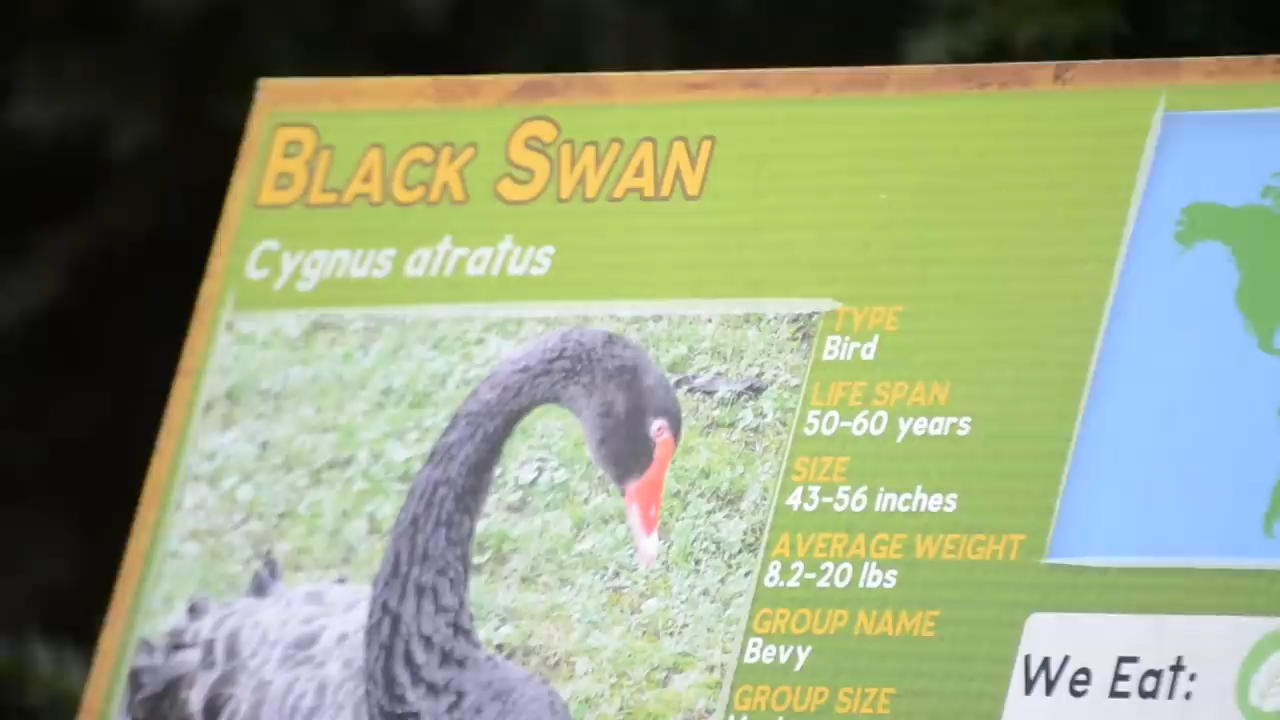 BLACK SWAN
Cygnus atratus
TYPE
Bird
LIFE SPAN
50-60 years
SIZE
43-56 inches
AVERAGE WEIGHT
8.2-20 lbs
GROUP NAME
Bevy
GROUP SIZE
We Eat: